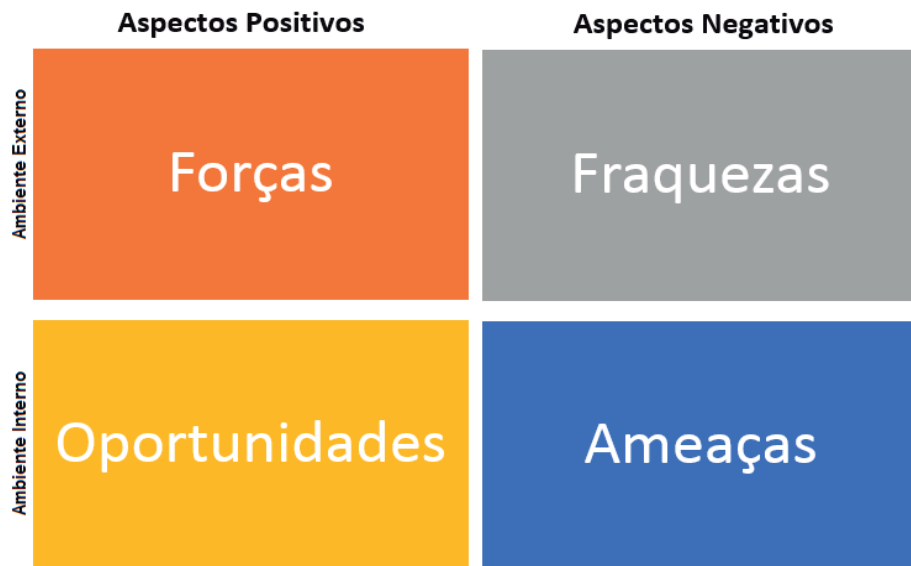 Aspectos Positivos
Aspectos Negativos
Ambiente Externo
Forças
Fraquezas
Ambiente Interno
Oportunidades
Ameaças